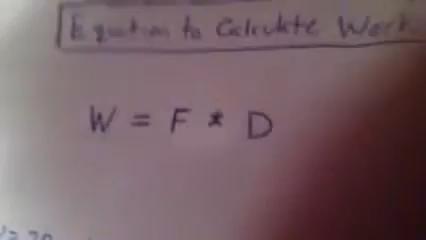 Equation to Calculate Work
W = F * D